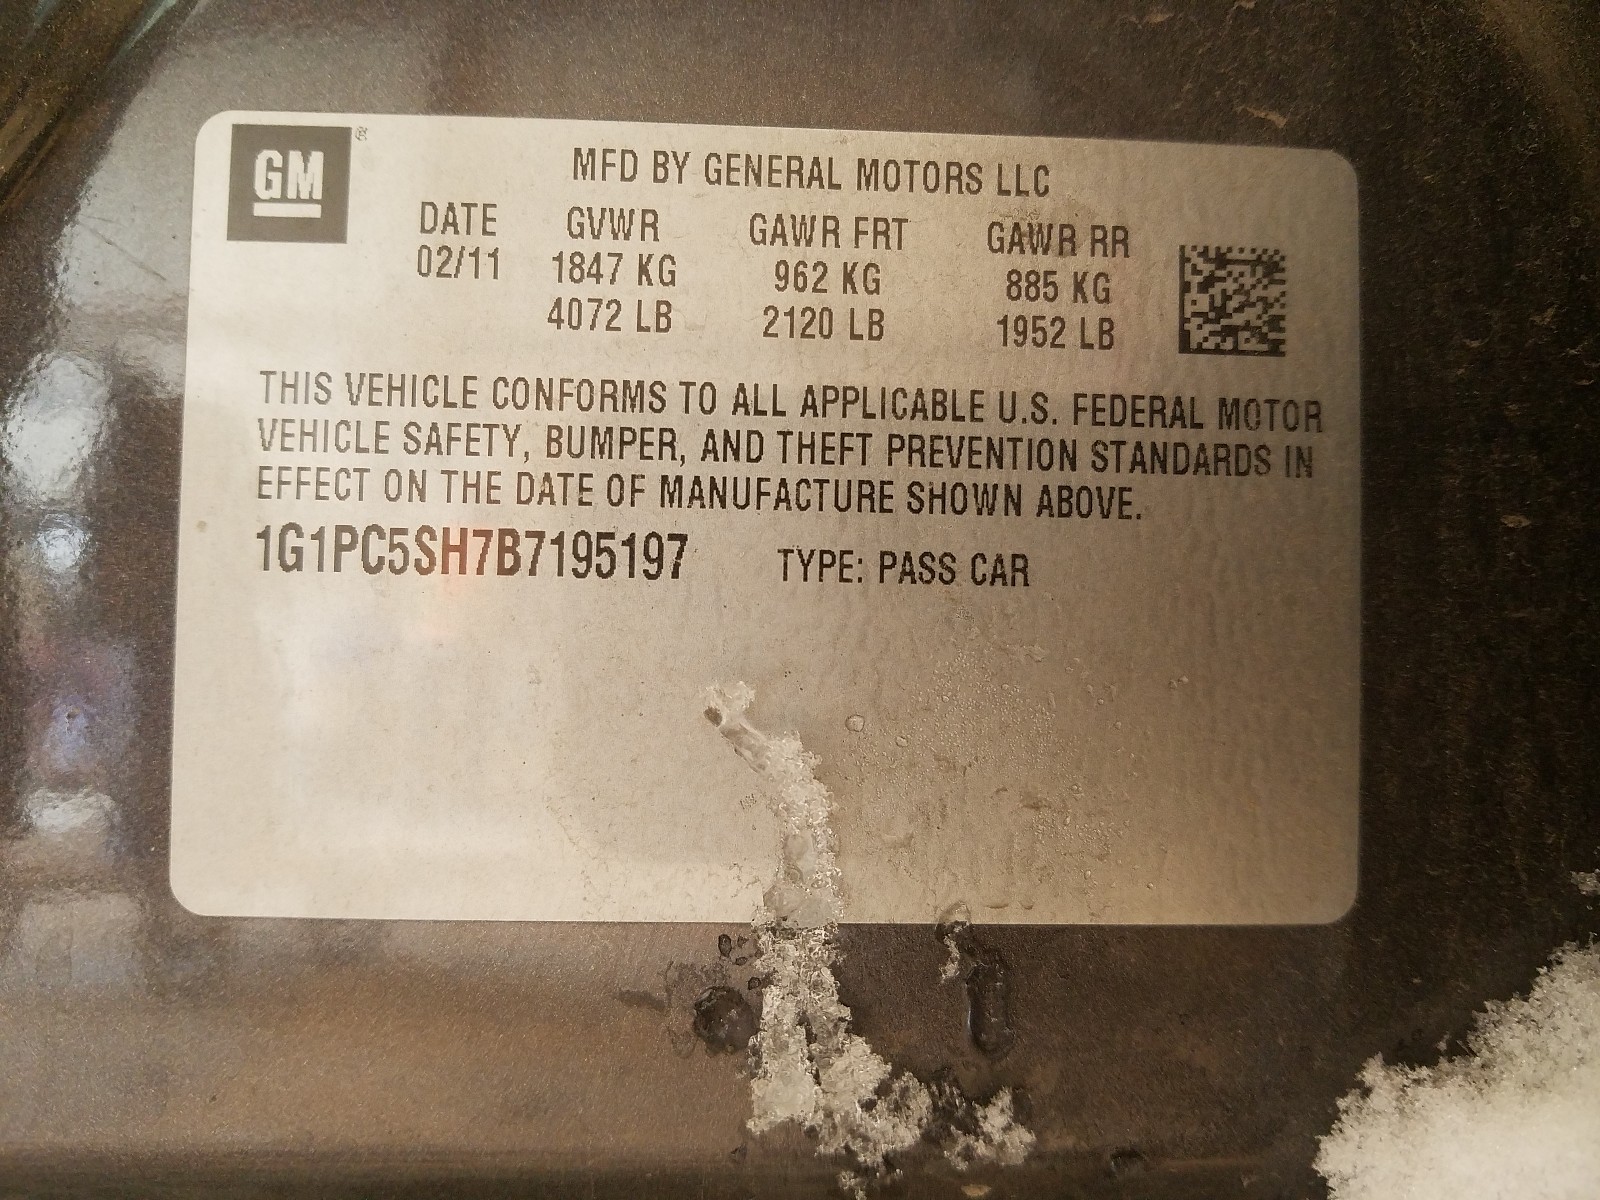 GM ®
MFD BY GENERAL MOTORS LLC
DATE GVWR GAWR FRT GAWR RR
02/11 1847 KG 962 KG 885 KG
4072 LB 2120 LB 1952 LB
THIS VEHICLE CONFORMS TO ALL APPLICABLE U.S. FEDERAL MOTOR
VEHICLE SAFETY, BUMPER, AND THEFT PREVENTION STANDARDS IN
EFFECT ON THE DATE OF MANUFACTURE SHOWN ABOVE.
1G1PC5SH7B7195197 TYPE: PASS CAR